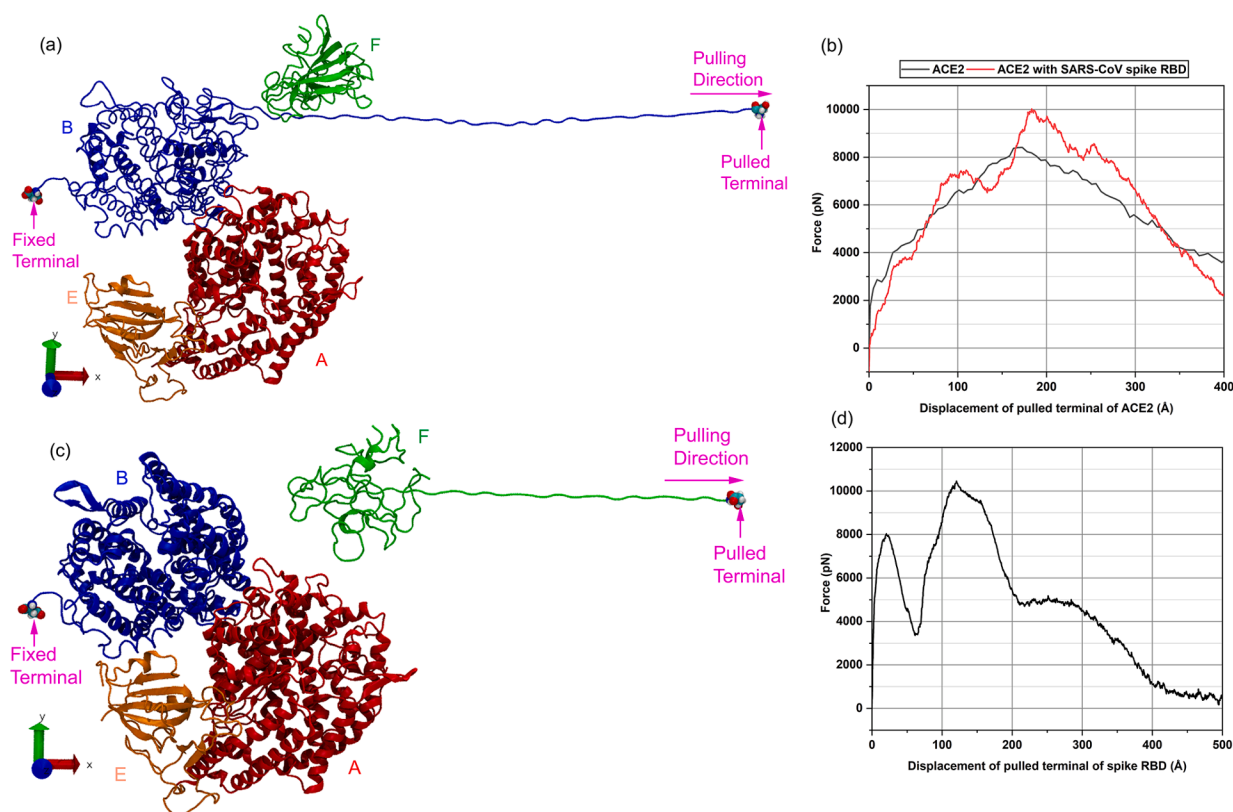 (a)
F
Pulling
Direction
B
Pulled
Terminal
Fixed
Terminal
E
A
y
x
(b)
ACE2
ACE2 with SARS-CoV spike RBD
10000
8000
6000
4000
2000
0
Force (pN)
0
100
200
300
400
Displacement of pulled terminal of ACE2 (Å)
(c)
F
Pulling
Direction
B
Pulled
Terminal
Fixed
Terminal
E
A
y
x
(d)
12000
10000
8000
6000
4000
2000
0
Force (pN)
0
100
200
300
400
500
Displacement of pulled terminal of spike RBD (Å)